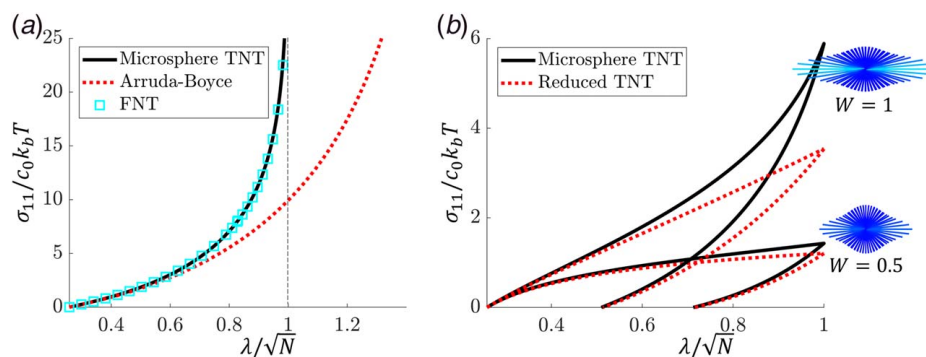 (a)
25
20
15
10
5
0
σ₁₁/c₀k_bT
Microsphere TNT
Arruda-Boyce
FNT
0.4
0.6
0.8
1
1.2
λ/√N
(b)
6
4
2
0
σ₁₁/c₀k_bT
Microsphere TNT
Reduced TNT
W = 1
W = 0.5
0.4
0.6
0.8
1
λ/√N